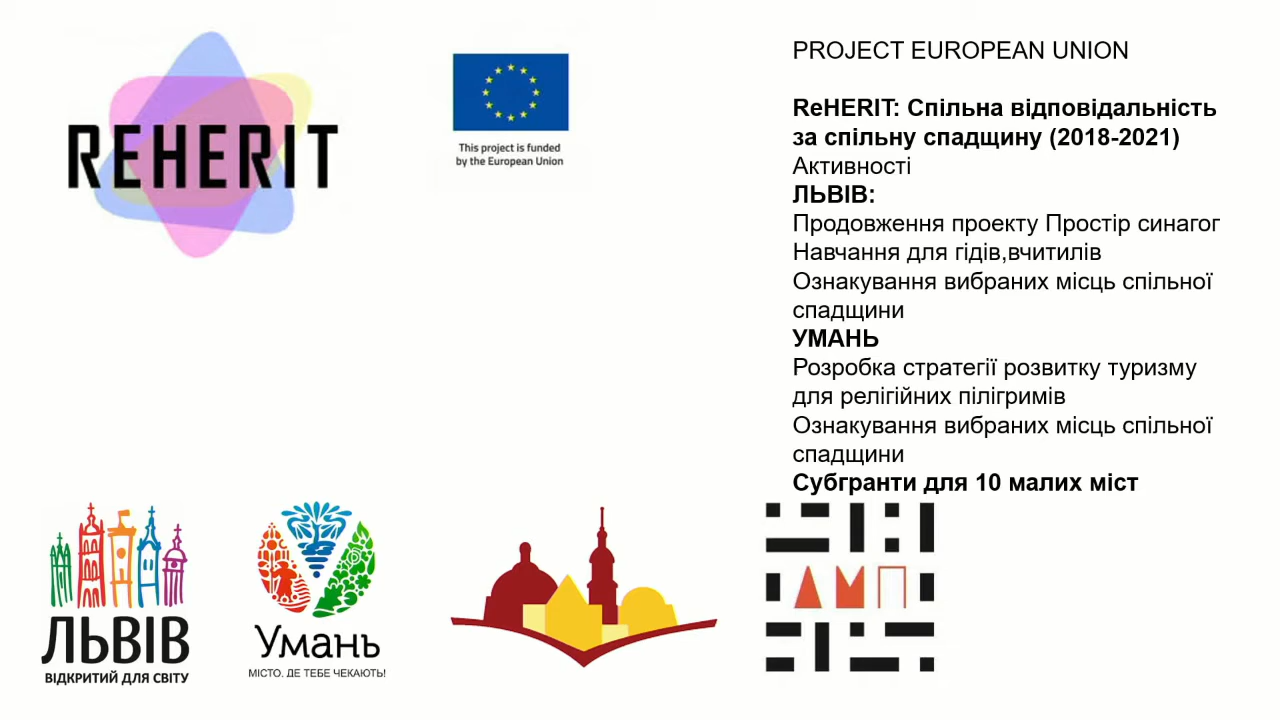 REHERIT
This project is funded
by the European Union
PROJECT EUROPEAN UNION
ReHERIT: Спільна відповідальність
за спільну спадщину (2018-2021)
Активності
ЛЬВІВ:
Продовження проекту Простір синагог
Навчання для гідів,вчитилів
Ознакування вибраних місць спільної
спадщини
УМАНЬ
Розробка стратегії розвитку туризму
для релігійних пілігримів
Ознакування вибраних місць спільної
спадщини
Субгранти для 10 малих міст
ЛЬВІВ
ВІДКРИТИЙ ДЛЯ СВІТУ
Умань
МІСТО, ДЕ ТЕБЕ ЧЕКАЮТЬ!
АМП